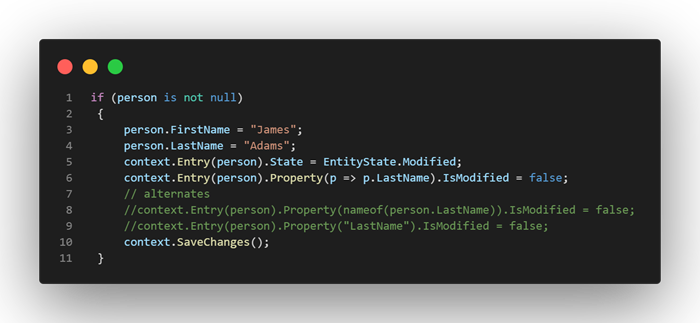 1 if (person is not null)
2 {
3 person.FirstName = "James";
4 person.LastName = "Adams";
5 context.Entry(person).State = EntityState.Modified;
6 context.Entry(person).Property(p => p.LastName).IsModified = false;
7 // alternates
8 //context.Entry(person).Property(nameof(person.LastName)).IsModified = false;
9 //context.Entry(person).Property("LastName").IsModified = false;
10 context.SaveChanges();
11 }